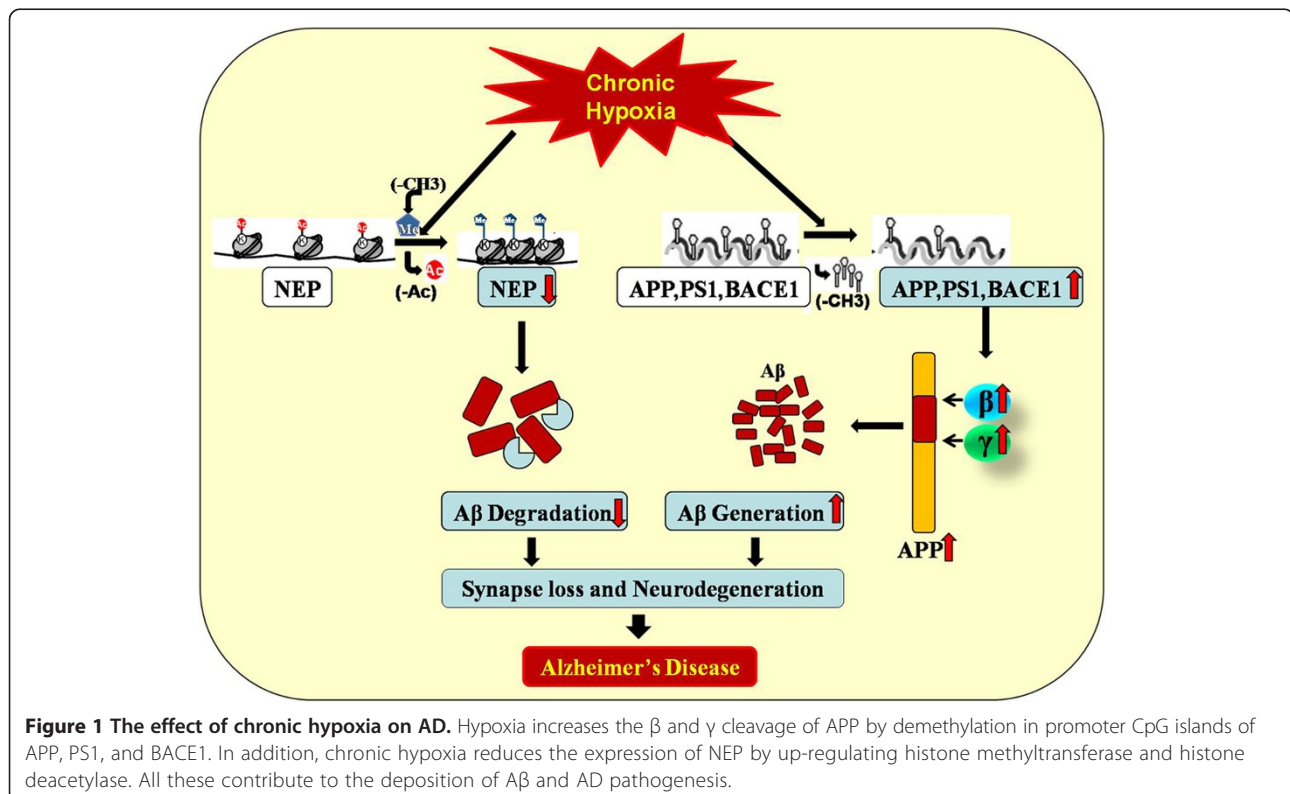 Chronic
Hypoxia
(-CH3)
Ac
Ac
Ac
Me
Me
Me
Me
K
K
K
K
K
K
Ac
(-Ac)
(-CH3)
NEP
NEP
APP,PS1,BACE1
APP,PS1,BACE1
Aβ
β
γ
Aβ Degradation
Aβ Generation
APP
Synapse loss and Neurodegeneration
Alzheimer's Disease
Figure 1 The effect of chronic hypoxia on AD. Hypoxia increases the β and γ cleavage of APP by demethylation in promoter CpG islands of
APP, PS1, and BACE1. In addition, chronic hypoxia reduces the expression of NEP by up-regulating histone methyltransferase and histone
deacetylase. All these contribute to the deposition of Aβ and AD pathogenesis.